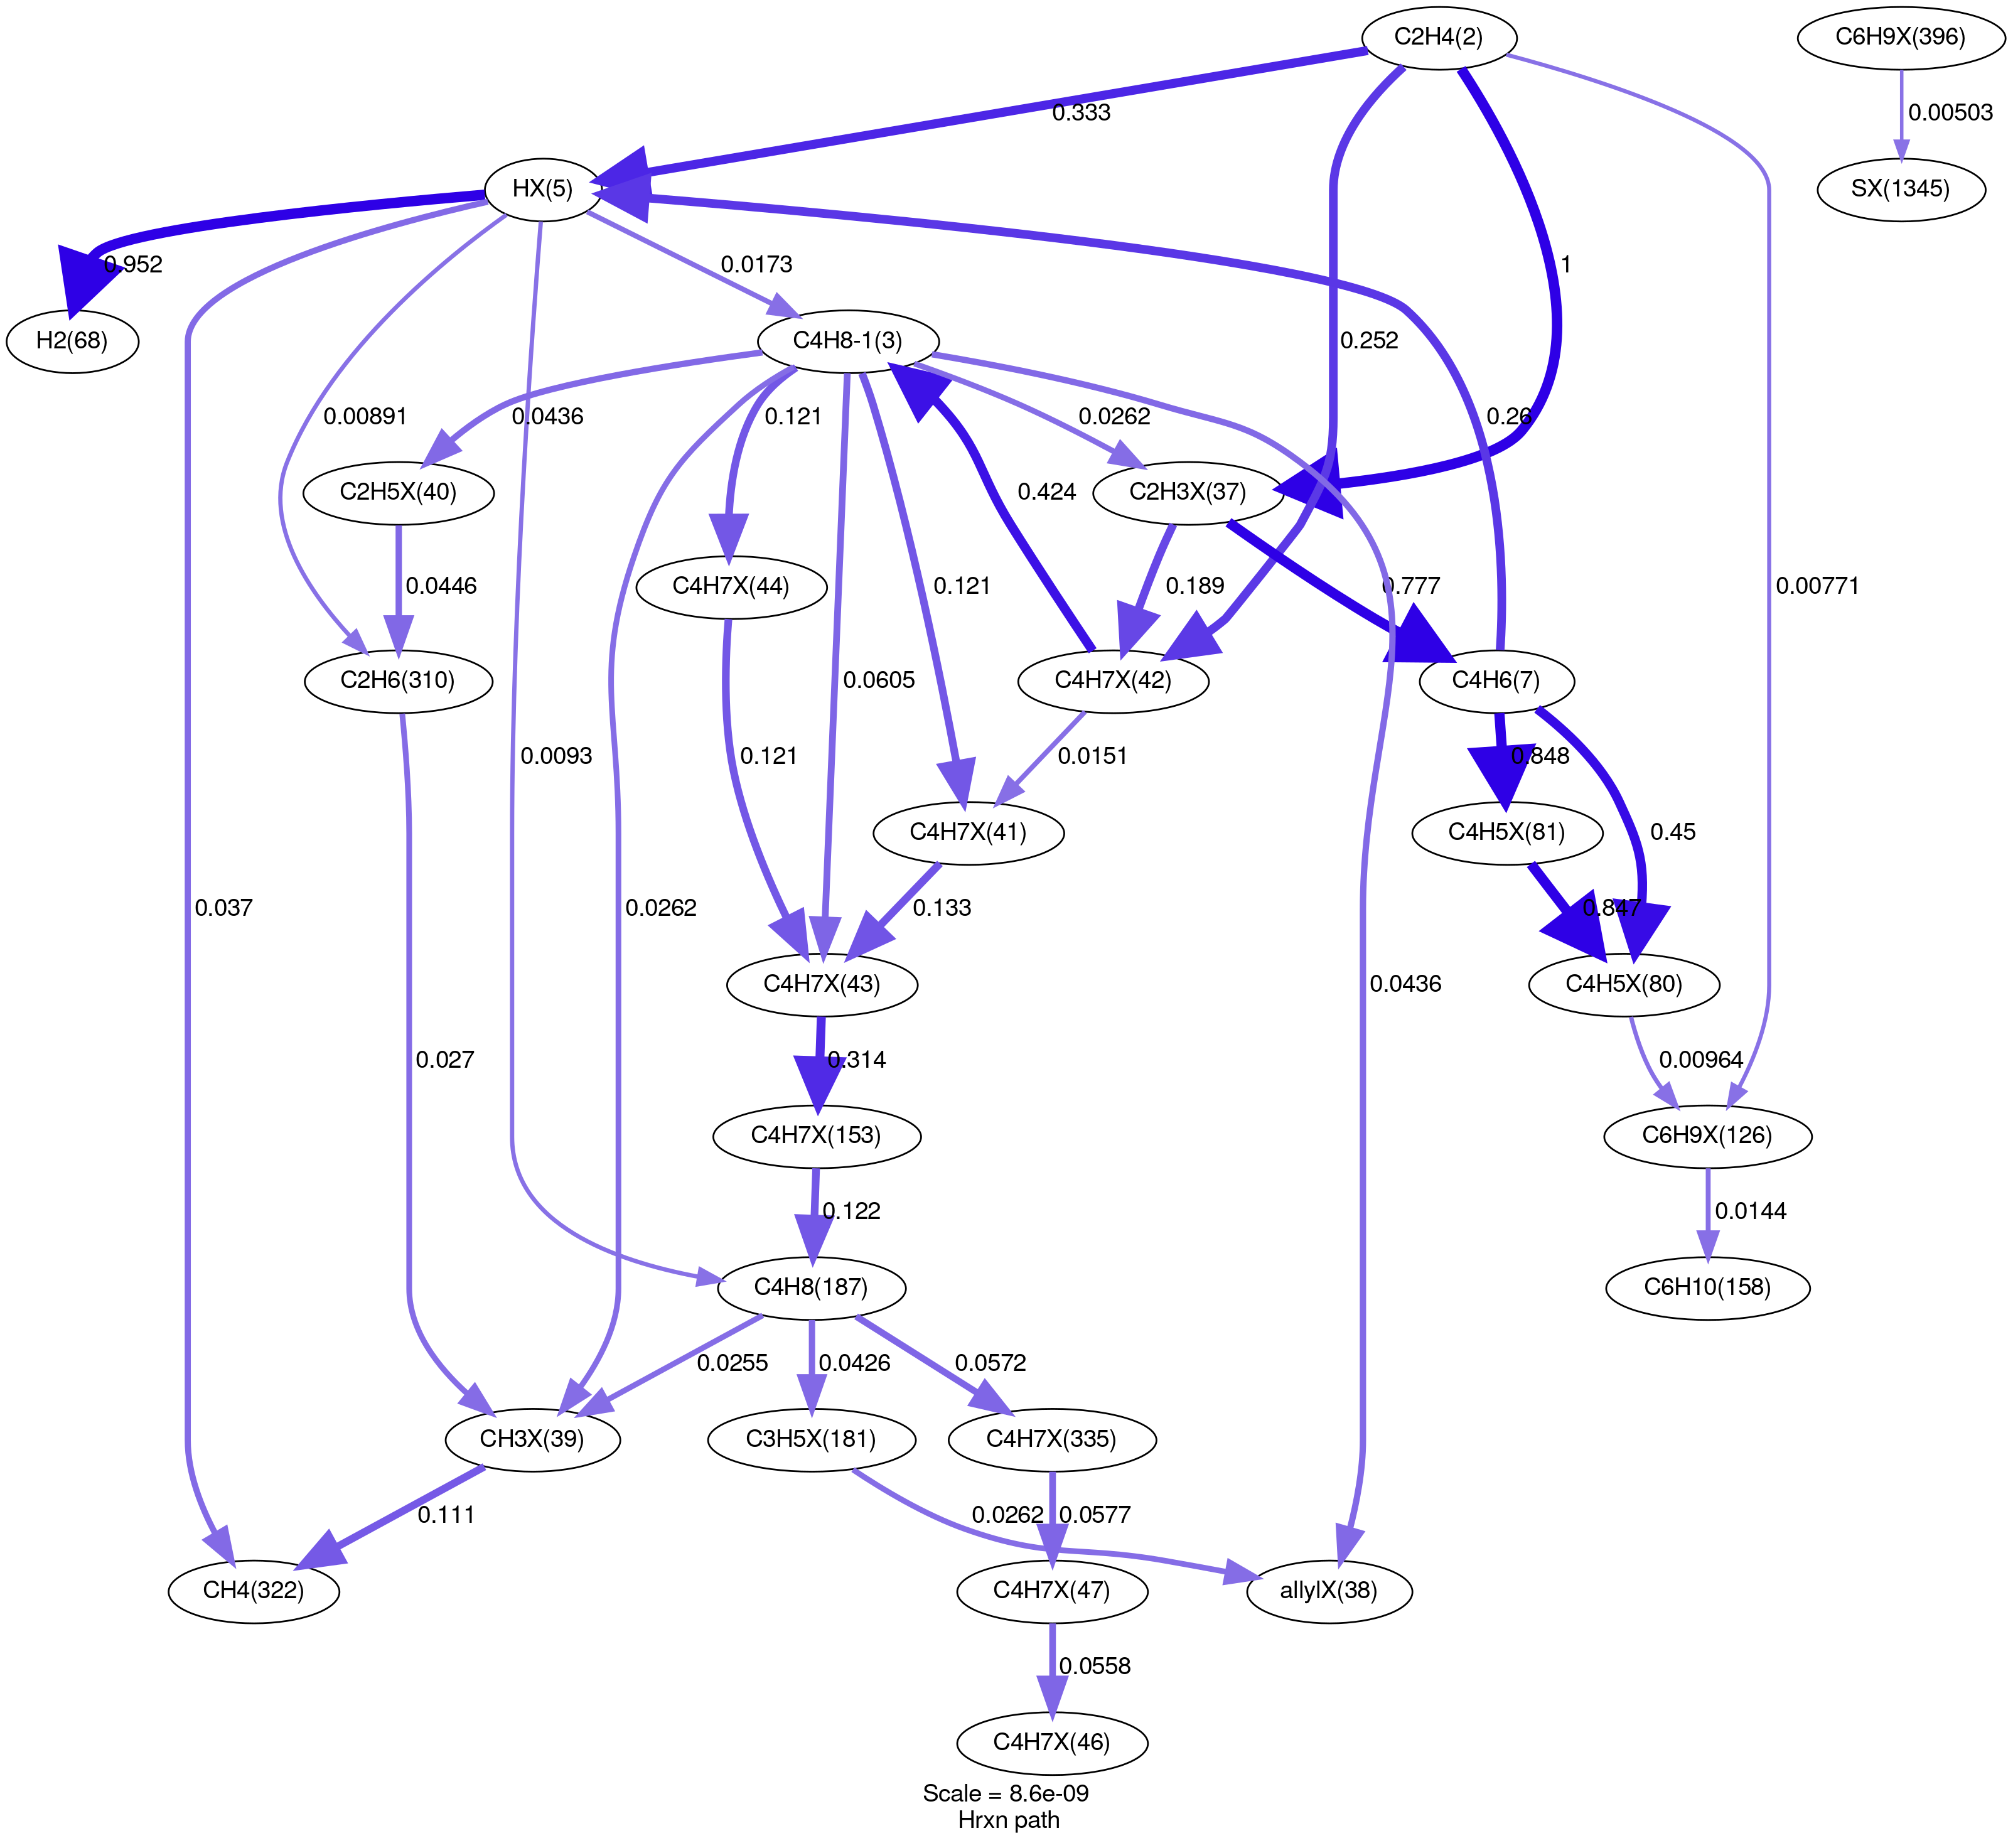 C2H4(2)
C6H9X(396)
0.333
0.00503
HX(5)
SX(1345)
0.952
0.0173
1
H2(68)
C4H8-1(3)
0.252
0.00891
0.0436
0.121
0.0262
0.26
C2H5X(40)
0.424
C2H3X(37)
0.0446
C4H7X(44)
0.121
0.189
0.777
0.00771
C2H6(310)
0.0605
C4H7X(42)
C4H6(7)
0.0093
0.121
0.0151
0.848
C4H7X(41)
C4H5X(81)
0.45
0.037
0.0262
0.133
0.847
C4H7X(43)
0.0436
C4H5X(80)
0.027
0.314
0.00964
C4H7X(153)
C6H9X(126)
0.122
0.0144
C4H8(187)
C6H10(158)
0.0255
0.0426
0.0572
CH3X(39)
C3H5X(181)
C4H7X(335)
0.111
0.0262
0.0577
CH4(322)
C4H7X(47)
allylX(38)
0.0558
C4H7X(46)
Scale = 8.6e-09
Hrxn path